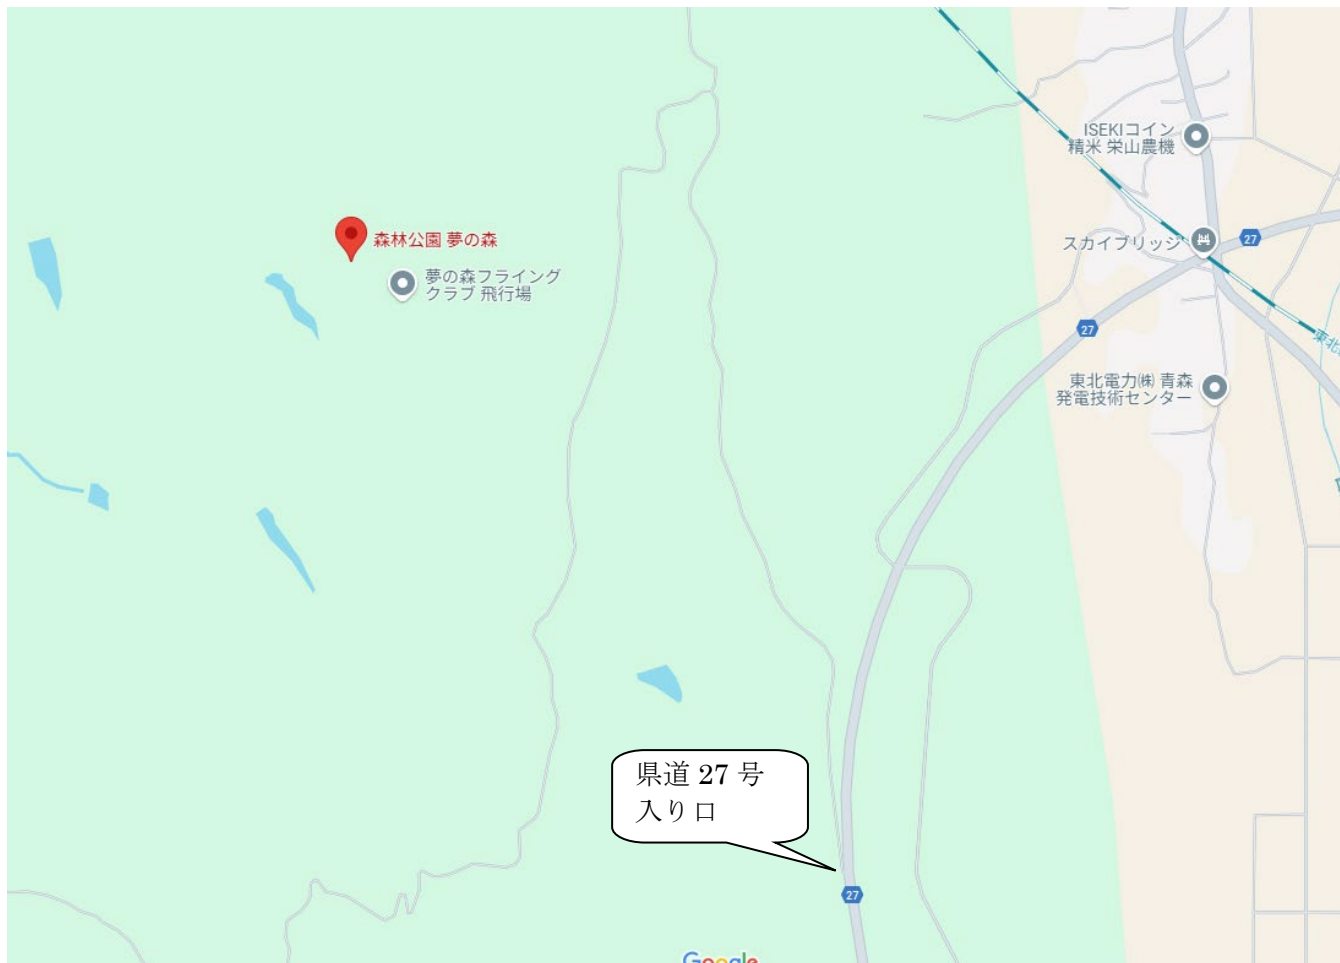 ISEKIコイン
精米 栄山農機
森林公園 夢の森
スカイブリッジ
27
夢の森フライング
クラブ 飛行場
27
東北
東北電力㈱ 青森
発電技術センター
県道 27 号
入り口
27
Google